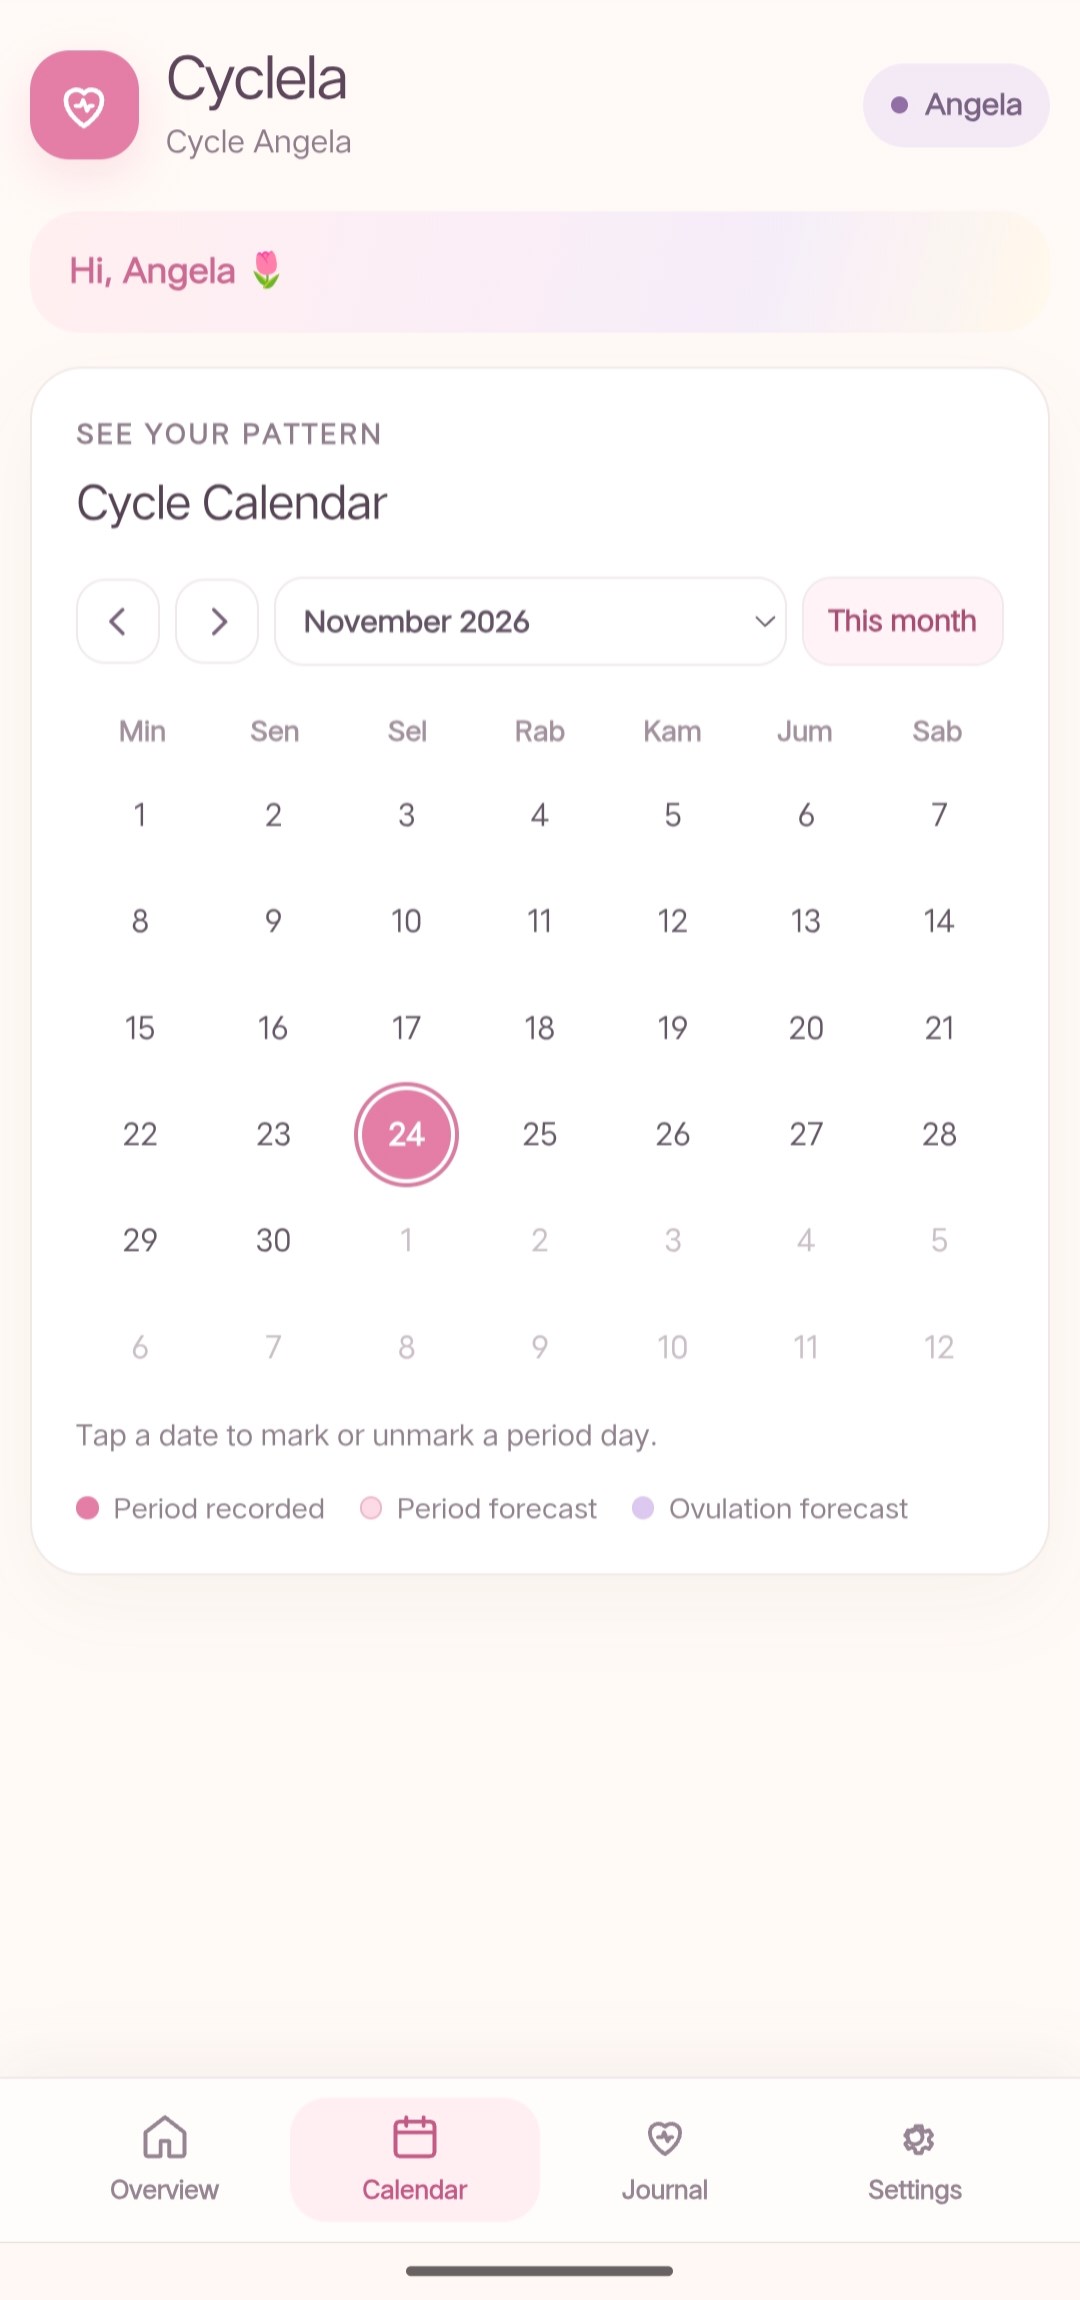 Cyclela
Cycle Angela
Angela
Hi, Angela 🌷
SEE YOUR PATTERN
Cycle Calendar
November 2026
This month
Min Sen Sel Rab Kam Jum Sab
1 2 3 4 5 6 7
8 9 10 11 12 13 14
15 16 17 18 19 20 21
22 23 24 25 26 27 28
29 30 1 2 3 4 5
6 7 8 9 10 11 12
Tap a date to mark or unmark a period day.
Period recorded Period forecast Ovulation forecast
Overview Calendar Journal Settings